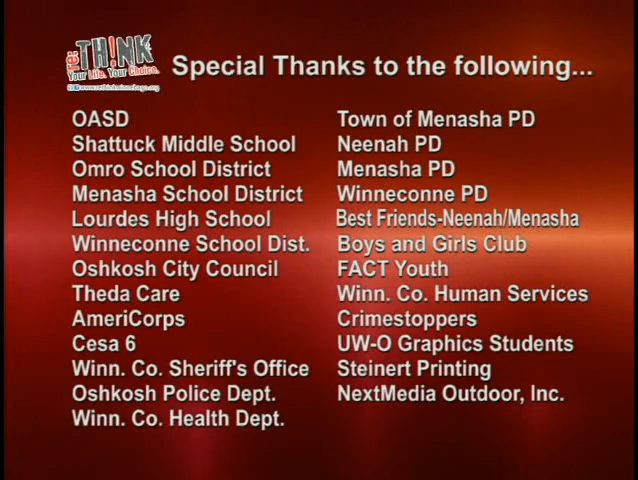 re:TH!NK
Your Life. Your Choice.
Special Thanks to the following...
OASD
Shattuck Middle School
Omro School District
Menasha School District
Lourdes High School
Winneconne School Dist.
Oshkosh City Council
Theda Care
AmeriCorps
Cesa 6
Winn. Co. Sheriff's Office
Oshkosh Police Dept.
Winn. Co. Health Dept.
Town of Menasha PD
Neenah PD
Menasha PD
Winneconne PD
Best Friends-Neenah/Menasha
Boys and Girls Club
FACT Youth
Winn. Co. Human Services
Crimestoppers
UW-O Graphics Students
Steinert Printing
NextMedia Outdoor, Inc.